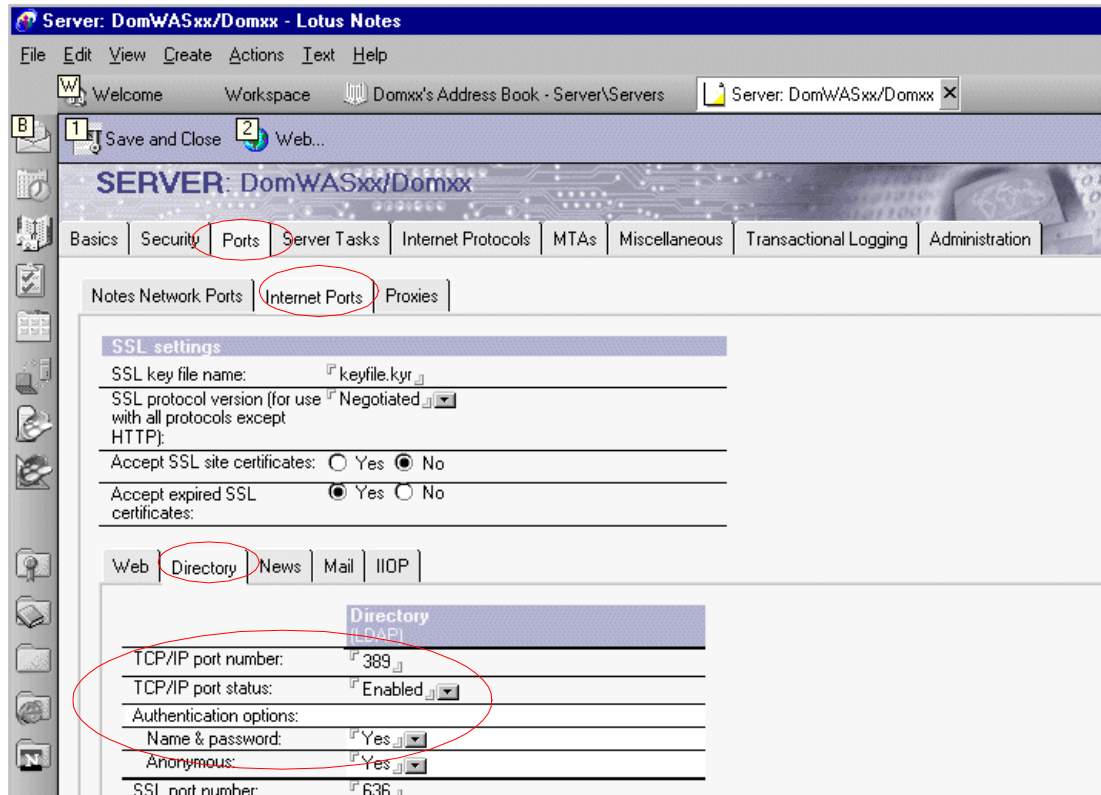 Server: DomWASxx/Domxx - Lotus Notes
File Edit View Create Actions Text Help
W Welcome Workspace Domxx's Address Book - Server\Servers Server: DomWASxx/Domxx
B 1 Save and Close 2 Web...
SERVER: DomWASxx/Domxx
Basics Security Ports Server Tasks Internet Protocols MTAs Miscellaneous Transactional Logging Administration
Notes Network Ports Internet Ports Proxies
SSL settings
SSL key file name: keyfile.kyr
SSL protocol version (for use Negotiated
with all protocols except
HTTP):
Accept SSL site certificates: Yes No
Accept expired SSL Yes No
certificates:
Web Directory News Mail IIOP
Directory
(LDAP)
TCP/IP port number: 389
TCP/IP port status: Enabled
Authentication options:
Name & password: Yes
Anonymous: Yes
SSL port number: 636
N